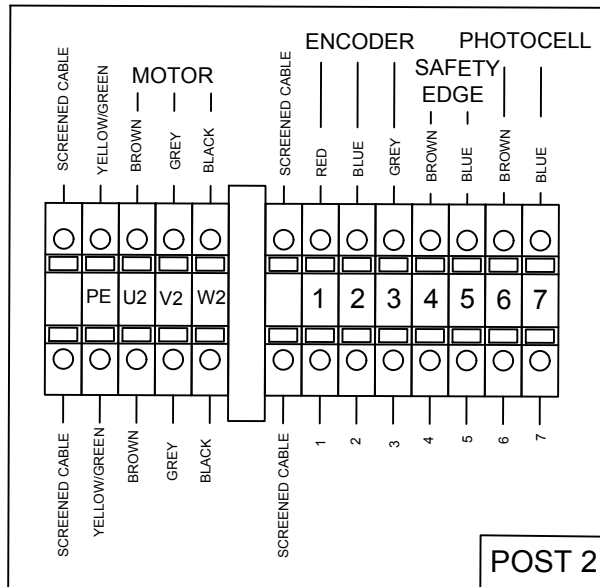 ENCODER
PHOTOCELL
MOTOR
SAFETY
EDGE
SCREENED CABLE
YELLOW/GREEN
BROWN
GREY
BLACK
SCREENED CABLE
RED
BLUE
GREY
BROWN
BLUE
BROWN
BLUE
PE
U2
V2
W2
1
2
3
4
5
6
7
SCREENED CABLE
YELLOW/GREEN
BROWN
GREY
BLACK
SCREENED CABLE
1
2
3
4
5
6
7
POST 2